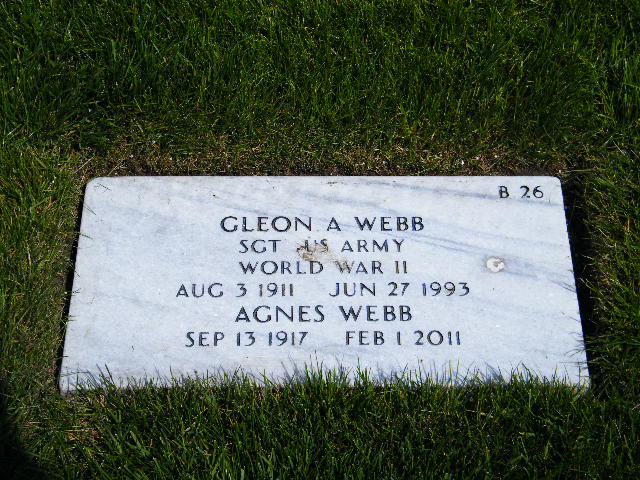 B 26
GLEON A WEBB
SGT US ARMY
WORLD WAR II
AUG 3 1911 JUN 27 1993
AGNES WEBB
SEP 13 1917 FEB 1 2011